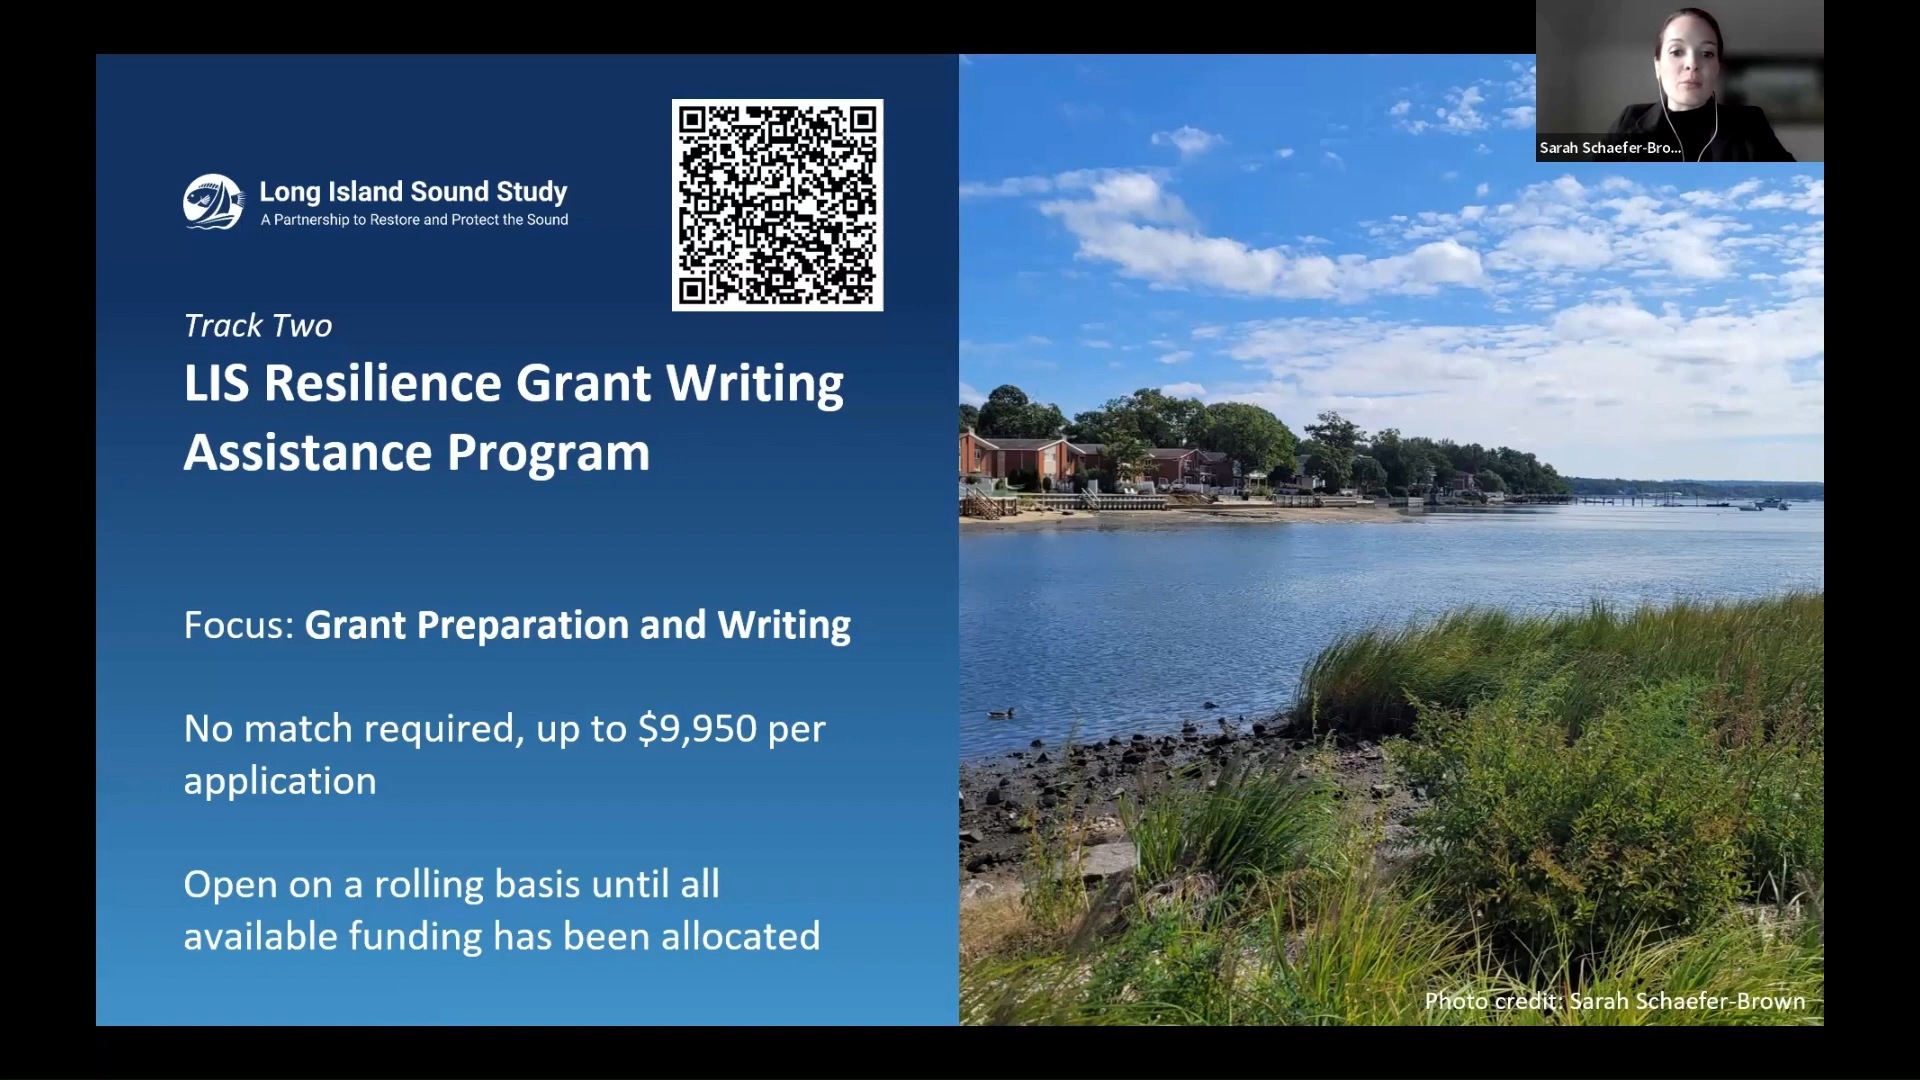 Sarah Schaefer-Bro...
Long Island Sound Study
A Partnership to Restore and Protect the Sound
Track Two
LIS Resilience Grant Writing
Assistance Program
Focus: Grant Preparation and Writing
No match required, up to $9,950 per
application
Open on a rolling basis until all
available funding has been allocated
Photo credit: Sarah Schaefer-Brown